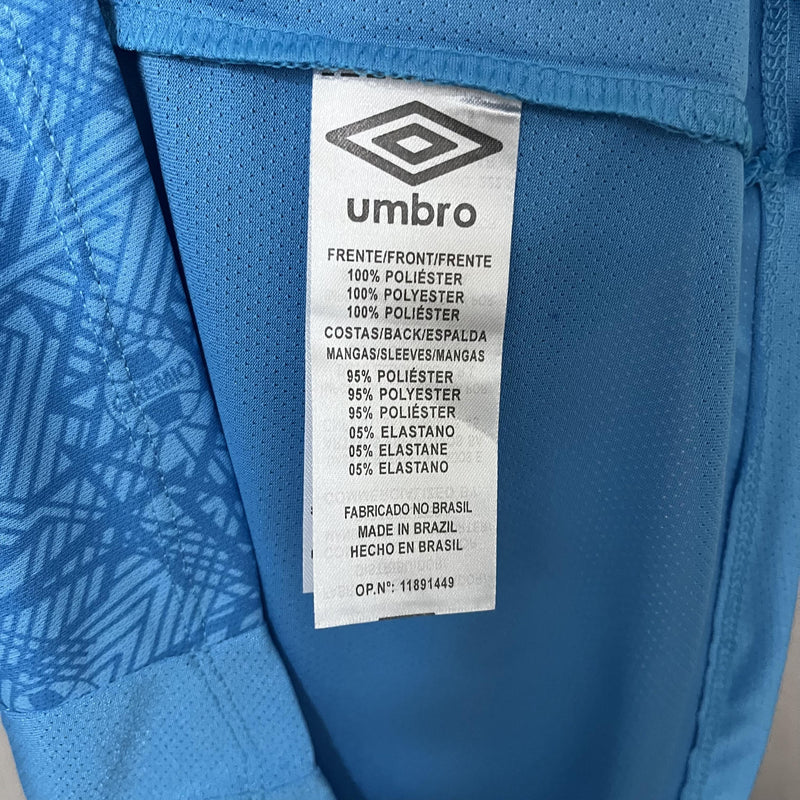 umbro
FRENTE/FRONT/FRENTE
100% POLIÉSTER
100% POLYESTER
100% POLIÉSTER
COSTAS/BACK/ESPALDA
MANGAS/SLEEVES/MANGAS
95% POLIÉSTER
95% POLYESTER
95% POLIÉSTER
05% ELASTANO
05% ELASTANE
05% ELASTANO
FABRICADO NO BRASIL
MADE IN BRAZIL
HECHO EN BRASIL
OP.Nº: 11891449